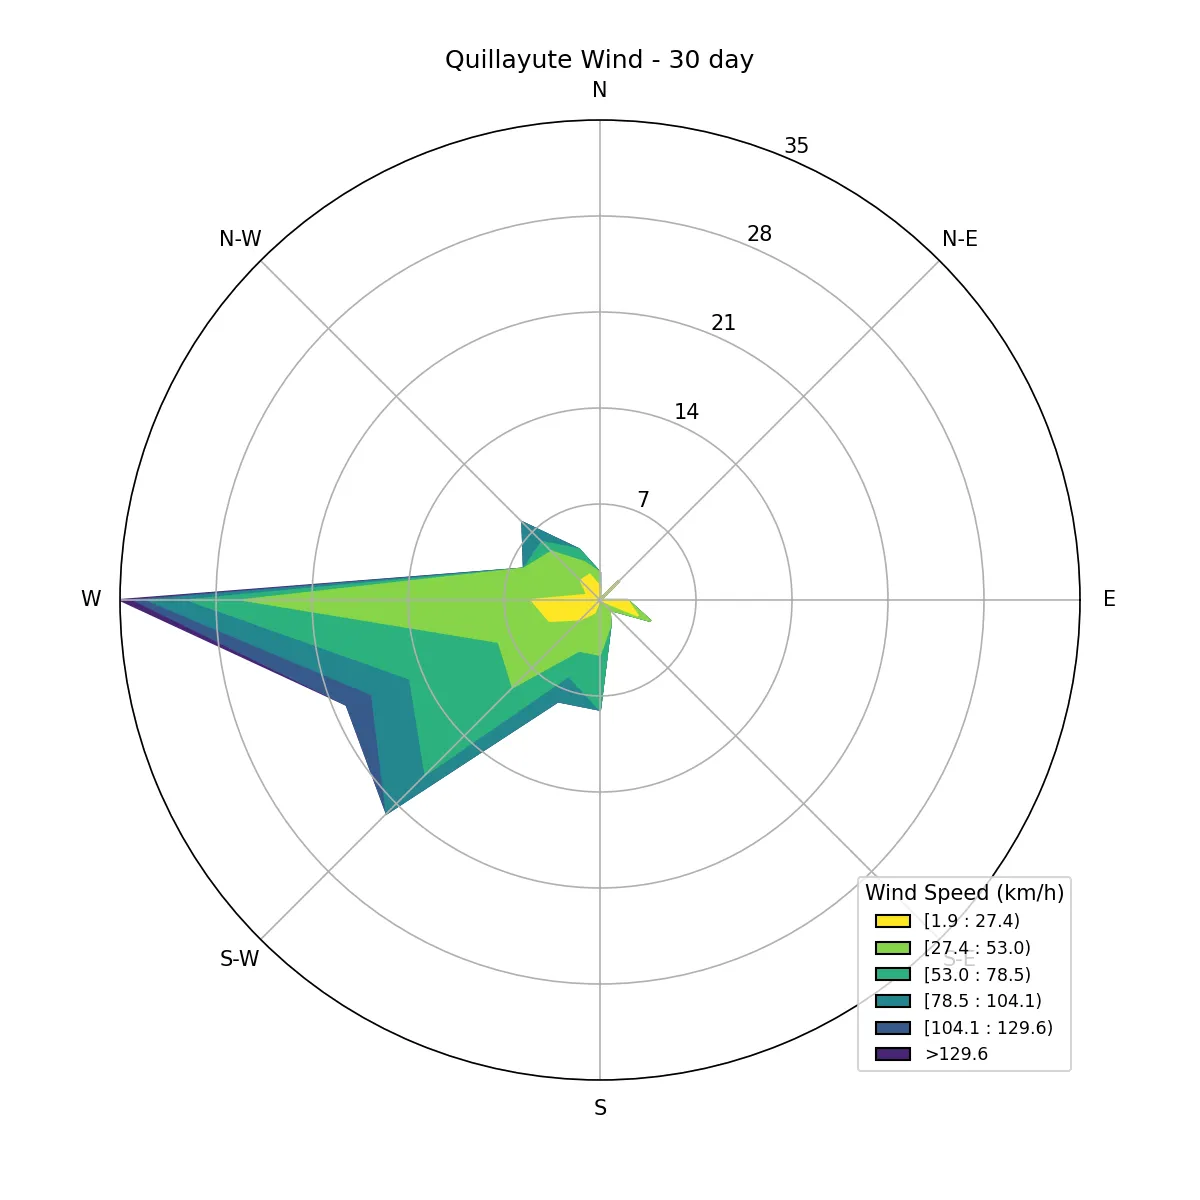 Quillayute Wind - 30 day
N
35
N-W
28
N-E
21
14
7
W
E
S-W
S-E
S
Wind Speed (km/h)
[1.9 : 27.4)
[27.4 : 53.0)
[53.0 : 78.5)
[78.5 : 104.1)
[104.1 : 129.6)
>129.6